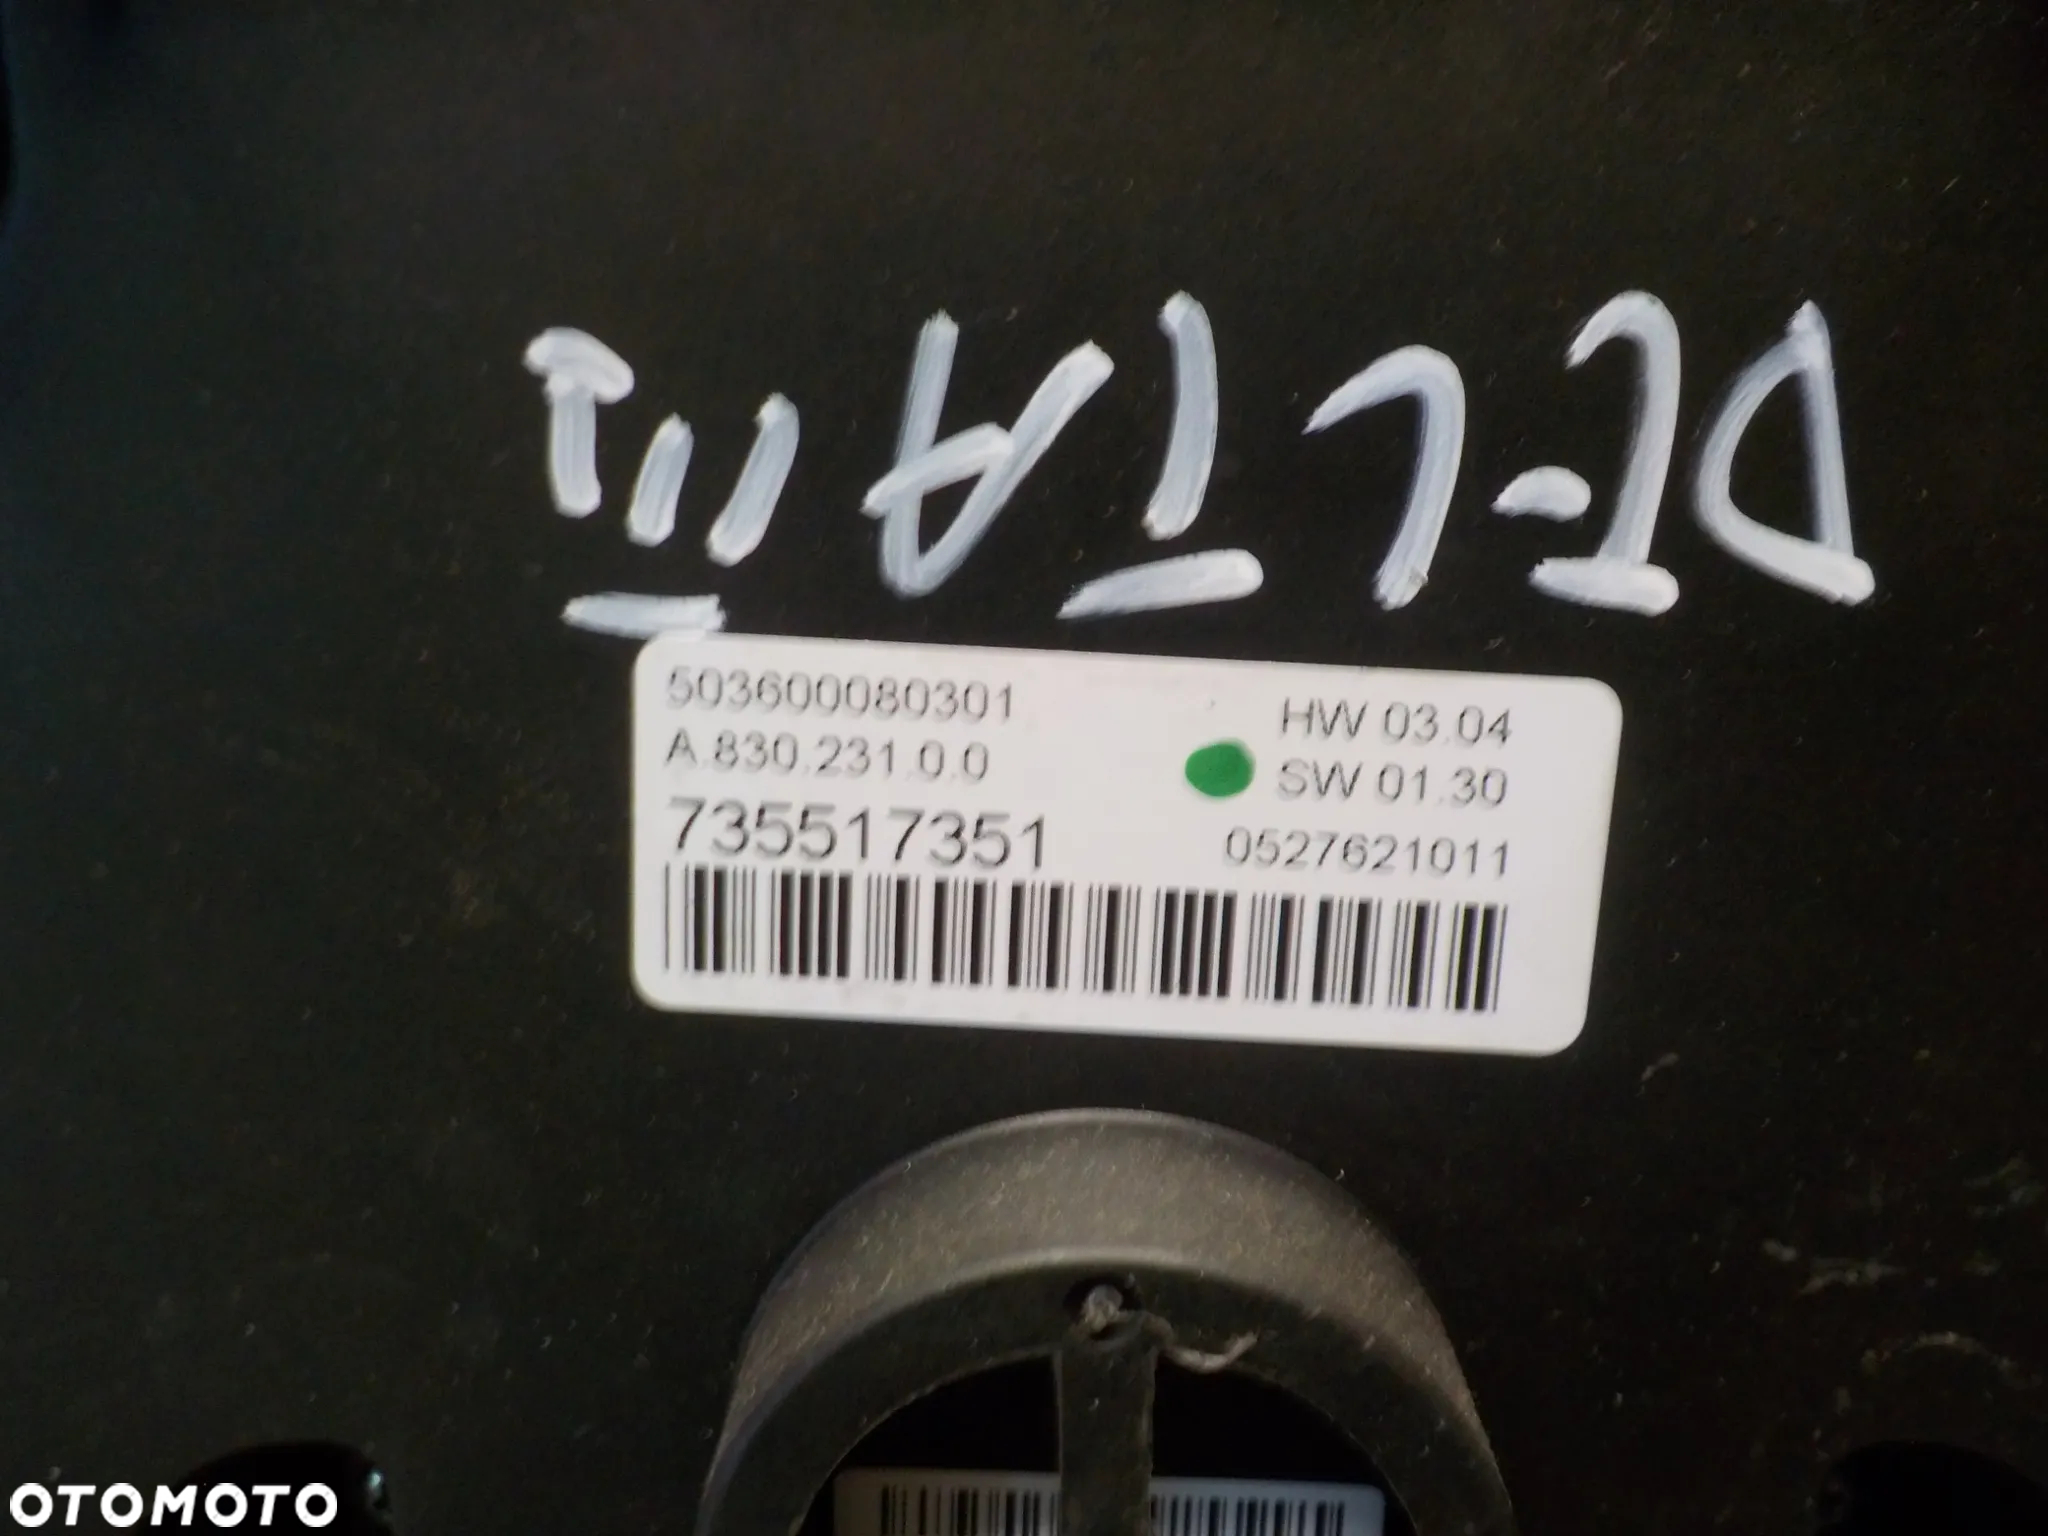 DELTA III
503600080301
HW 03.04
A.830.231.0.0
SW 01.30
735517351
0527621011
OTOMOTO